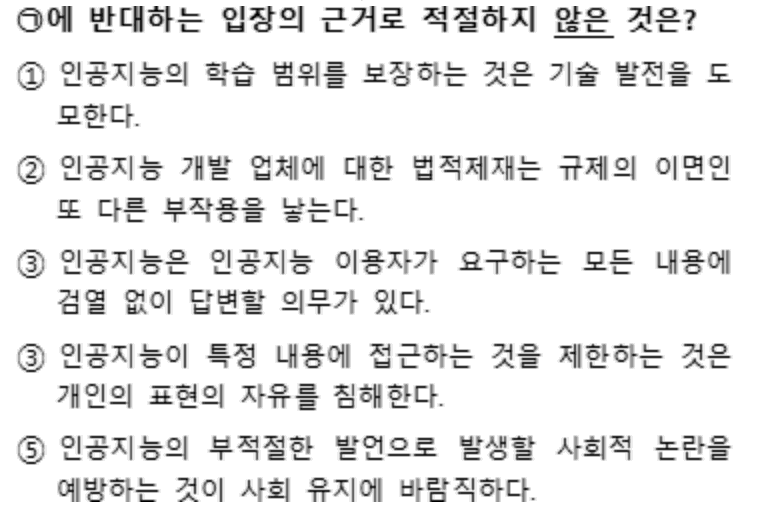 ㉠에 반대하는 입장의 근거로 적절하지 않은 것은?
① 인공지능의 학습 범위를 보장하는 것은 기술 발전을 도
모한다.
② 인공지능 개발 업체에 대한 법적제재는 규제의 이면인
또 다른 부작용을 낳는다.
③ 인공지능은 인공지능 이용자가 요구하는 모든 내용에
검열 없이 답변할 의무가 있다.
③ 인공지능이 특정 내용에 접근하는 것을 제한하는 것은
개인의 표현의 자유를 침해한다.
⑤ 인공지능의 부적절한 발언으로 발생할 사회적 논란을
예방하는 것이 사회 유지에 바람직하다.